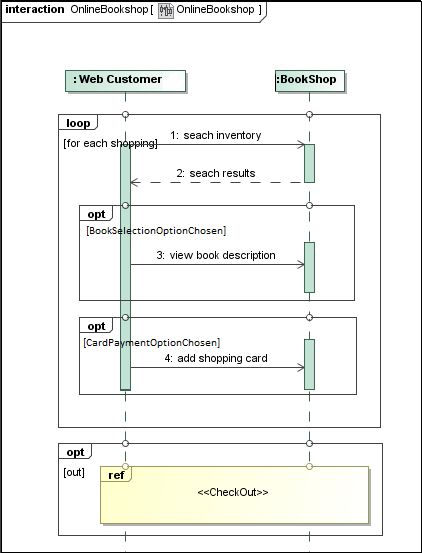 interaction OnlineBookshop [ OnlineBookshop ]
: Web Customer
:BookShop
loop
[for each shopping]
1: seach inventory
2: seach results
opt
[BookSelectionOptionChosen]
3: view book description
opt
[CardPaymentOptionChosen]
4: add shopping card
opt
[out]
ref
<<CheckOut>>